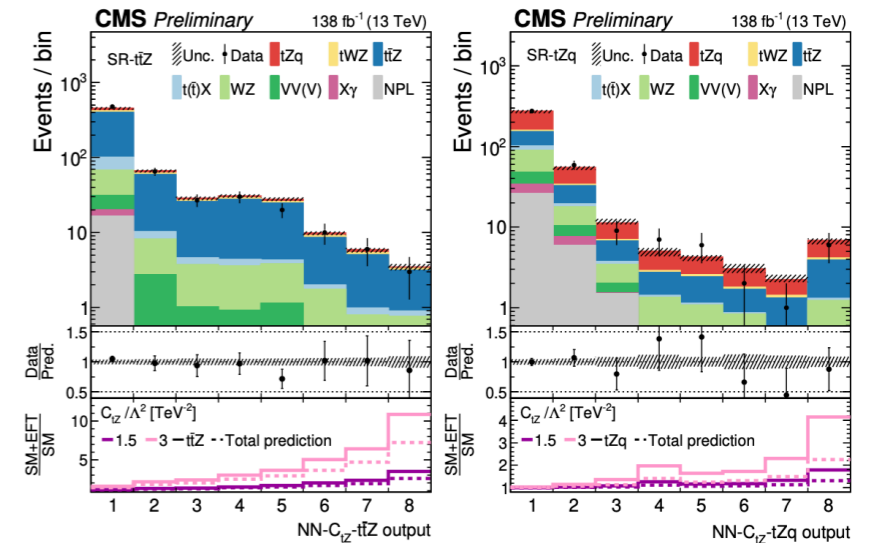 CMS Preliminary 138 fb⁻¹ (13 TeV)
Events / bin
SR-tt̄Z Unc. Data tZq tWZ tt̄Z
t(t̄)X WZ VV(V) Xγ NPL
10³
10²
10
1
Data
Pred.
1.5
1
0.5
SM+EFT
SM
C_tZ /Λ² [TeV⁻²]
1.5 3 tt̄Z Total prediction
10
5
1 2 3 4 5 6 7 8
NN-C_tZ-tt̄Z output
CMS Preliminary 138 fb⁻¹ (13 TeV)
Events / bin
SR-tZq Unc. Data tZq tWZ tt̄Z
t(t̄)X WZ VV(V) Xγ NPL
10³
10²
10
1
Data
Pred.
1.5
1
0.5
SM+EFT
SM
C_tZ /Λ² [TeV⁻²]
1.5 3 tZq Total prediction
4
3
2
1
1 2 3 4 5 6 7 8
NN-C_tZ-tZq output